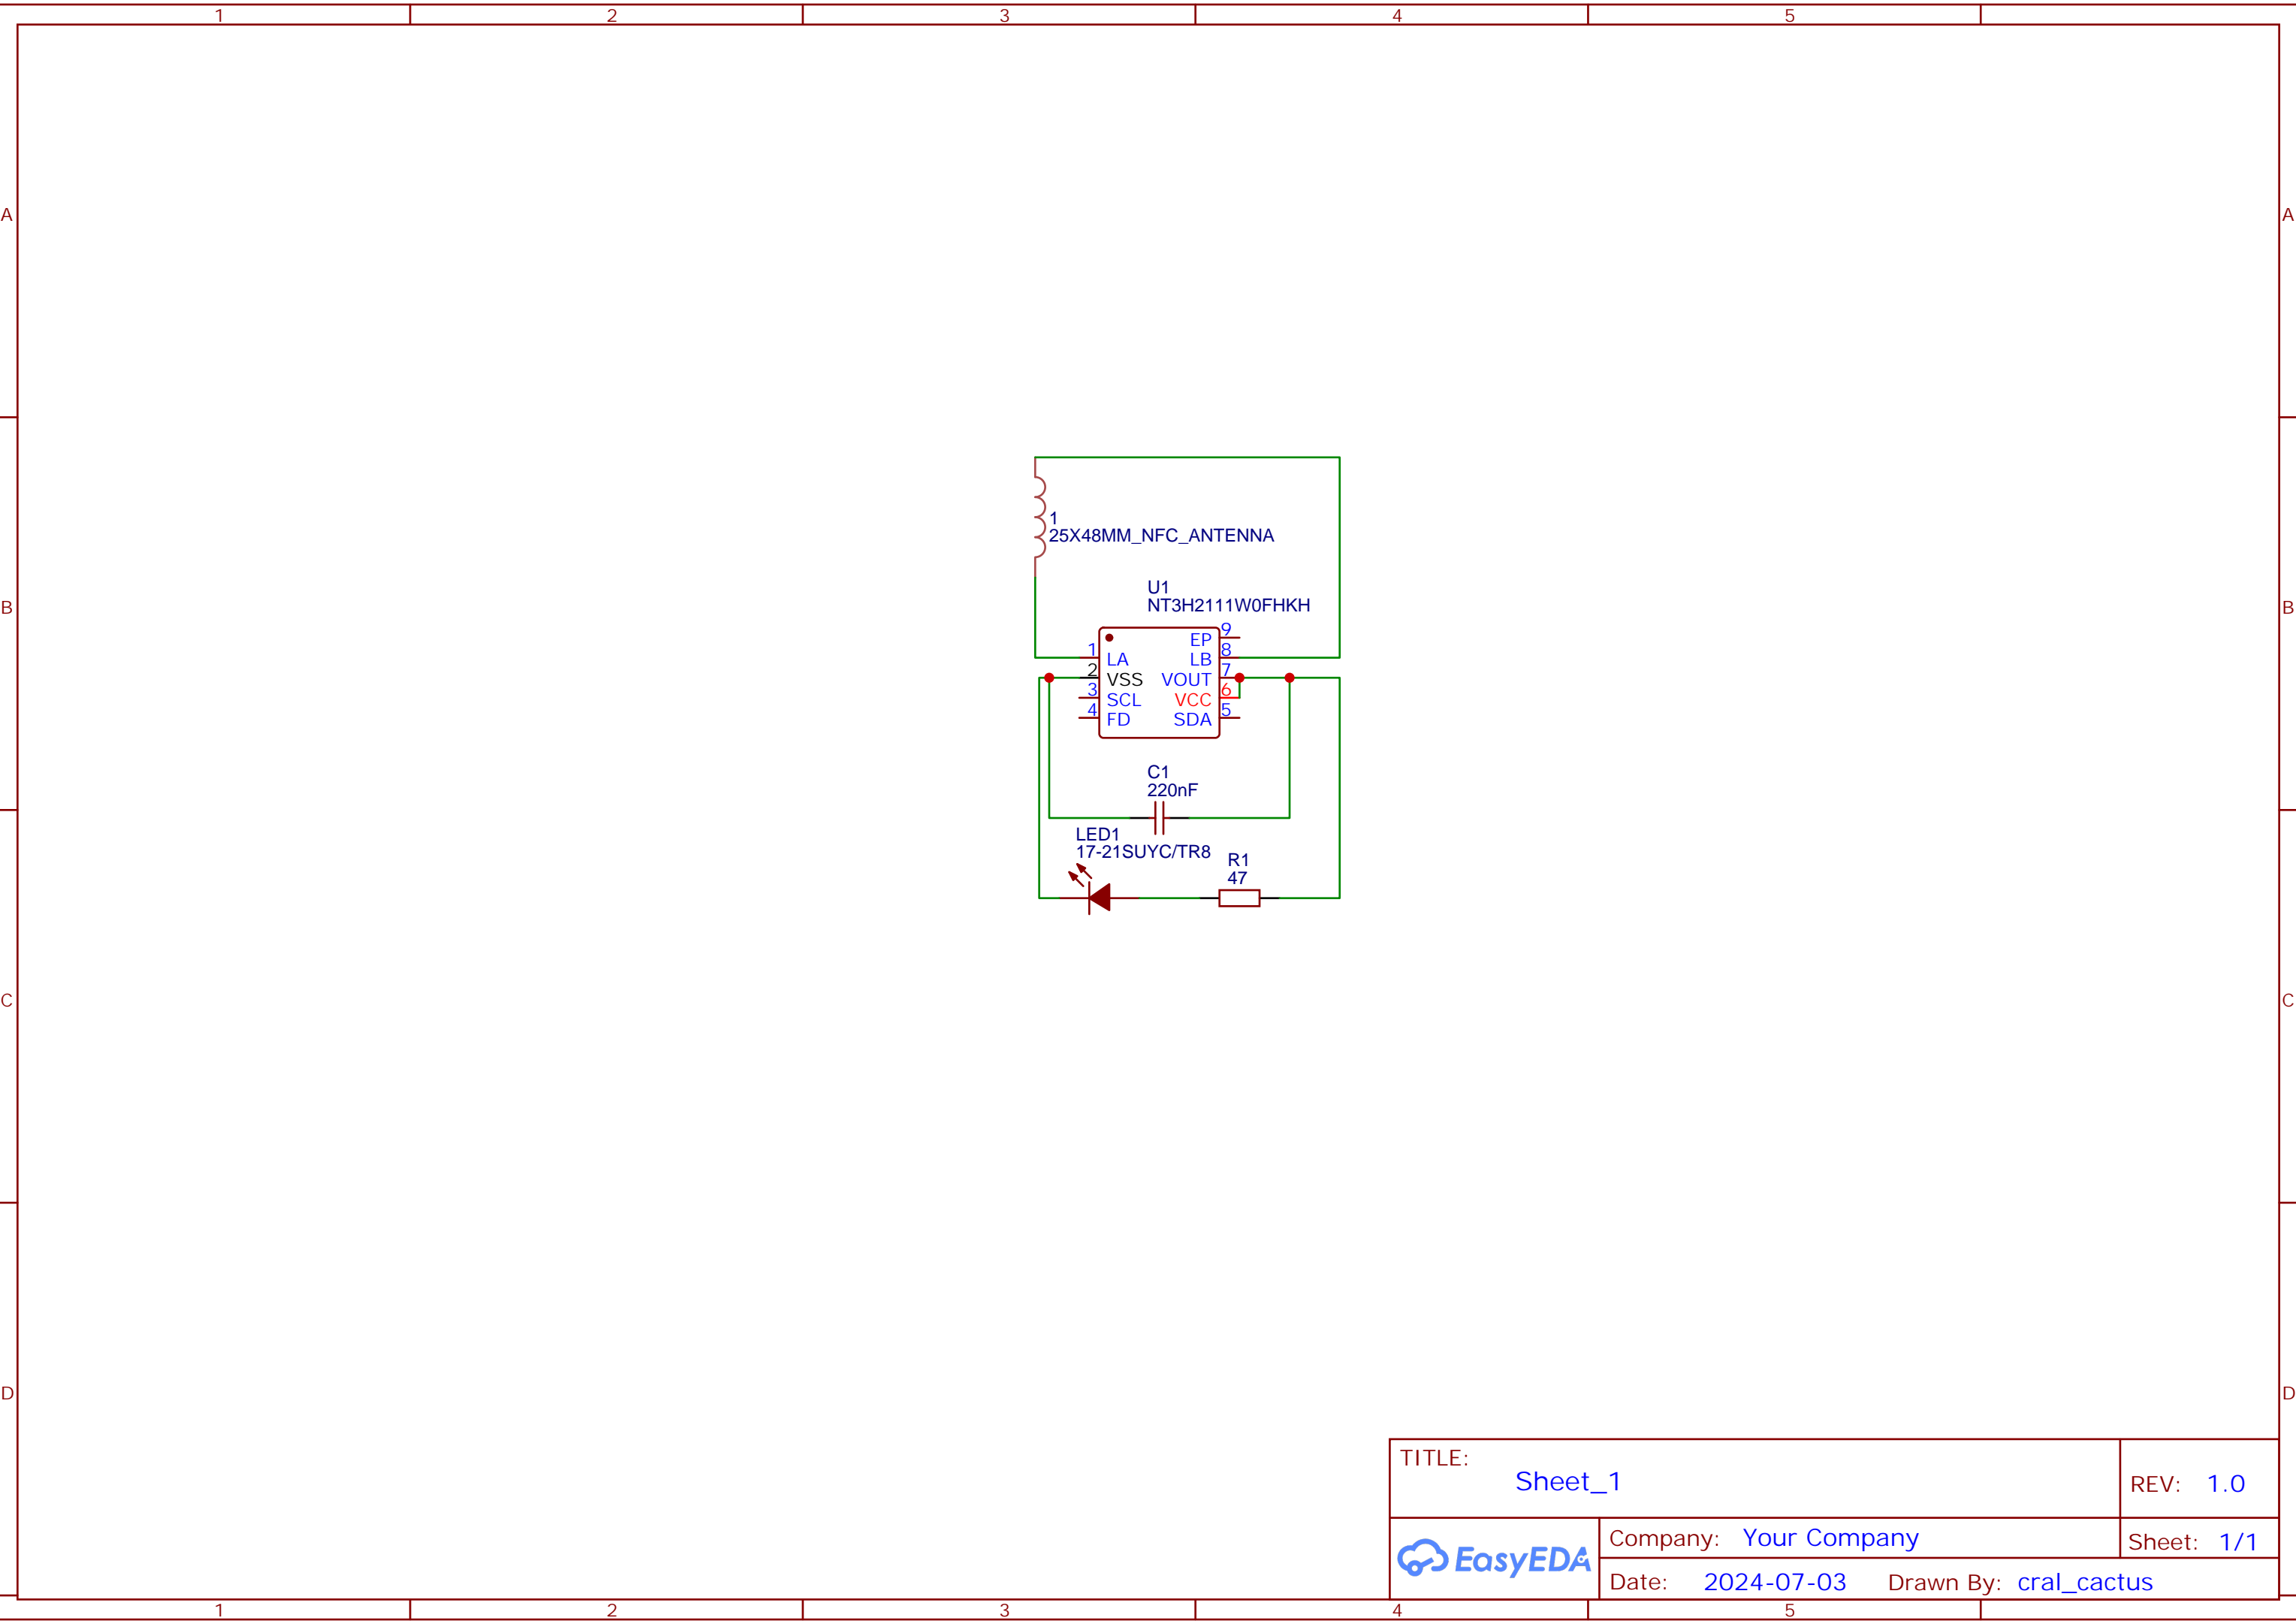 1 2 3 4 5
A A
1
25X48MM_NFC_ANTENNA
U1
B B
NT3H2111W0FHKH
EP 9
1 LA LB 8
2 VSS VOUT 7
3 SCL VCC 6
4 FD SDA 5
C1
220nF
LED1
17-21SUYC/TR8
R1
47
C C
D D
TITLE:
Sheet_1
REV: 1.0
EasyEDA
Company: Your Company
Sheet: 1/1
Date: 2024-07-03 Drawn By: cral_cactus
1 2 3 4 5